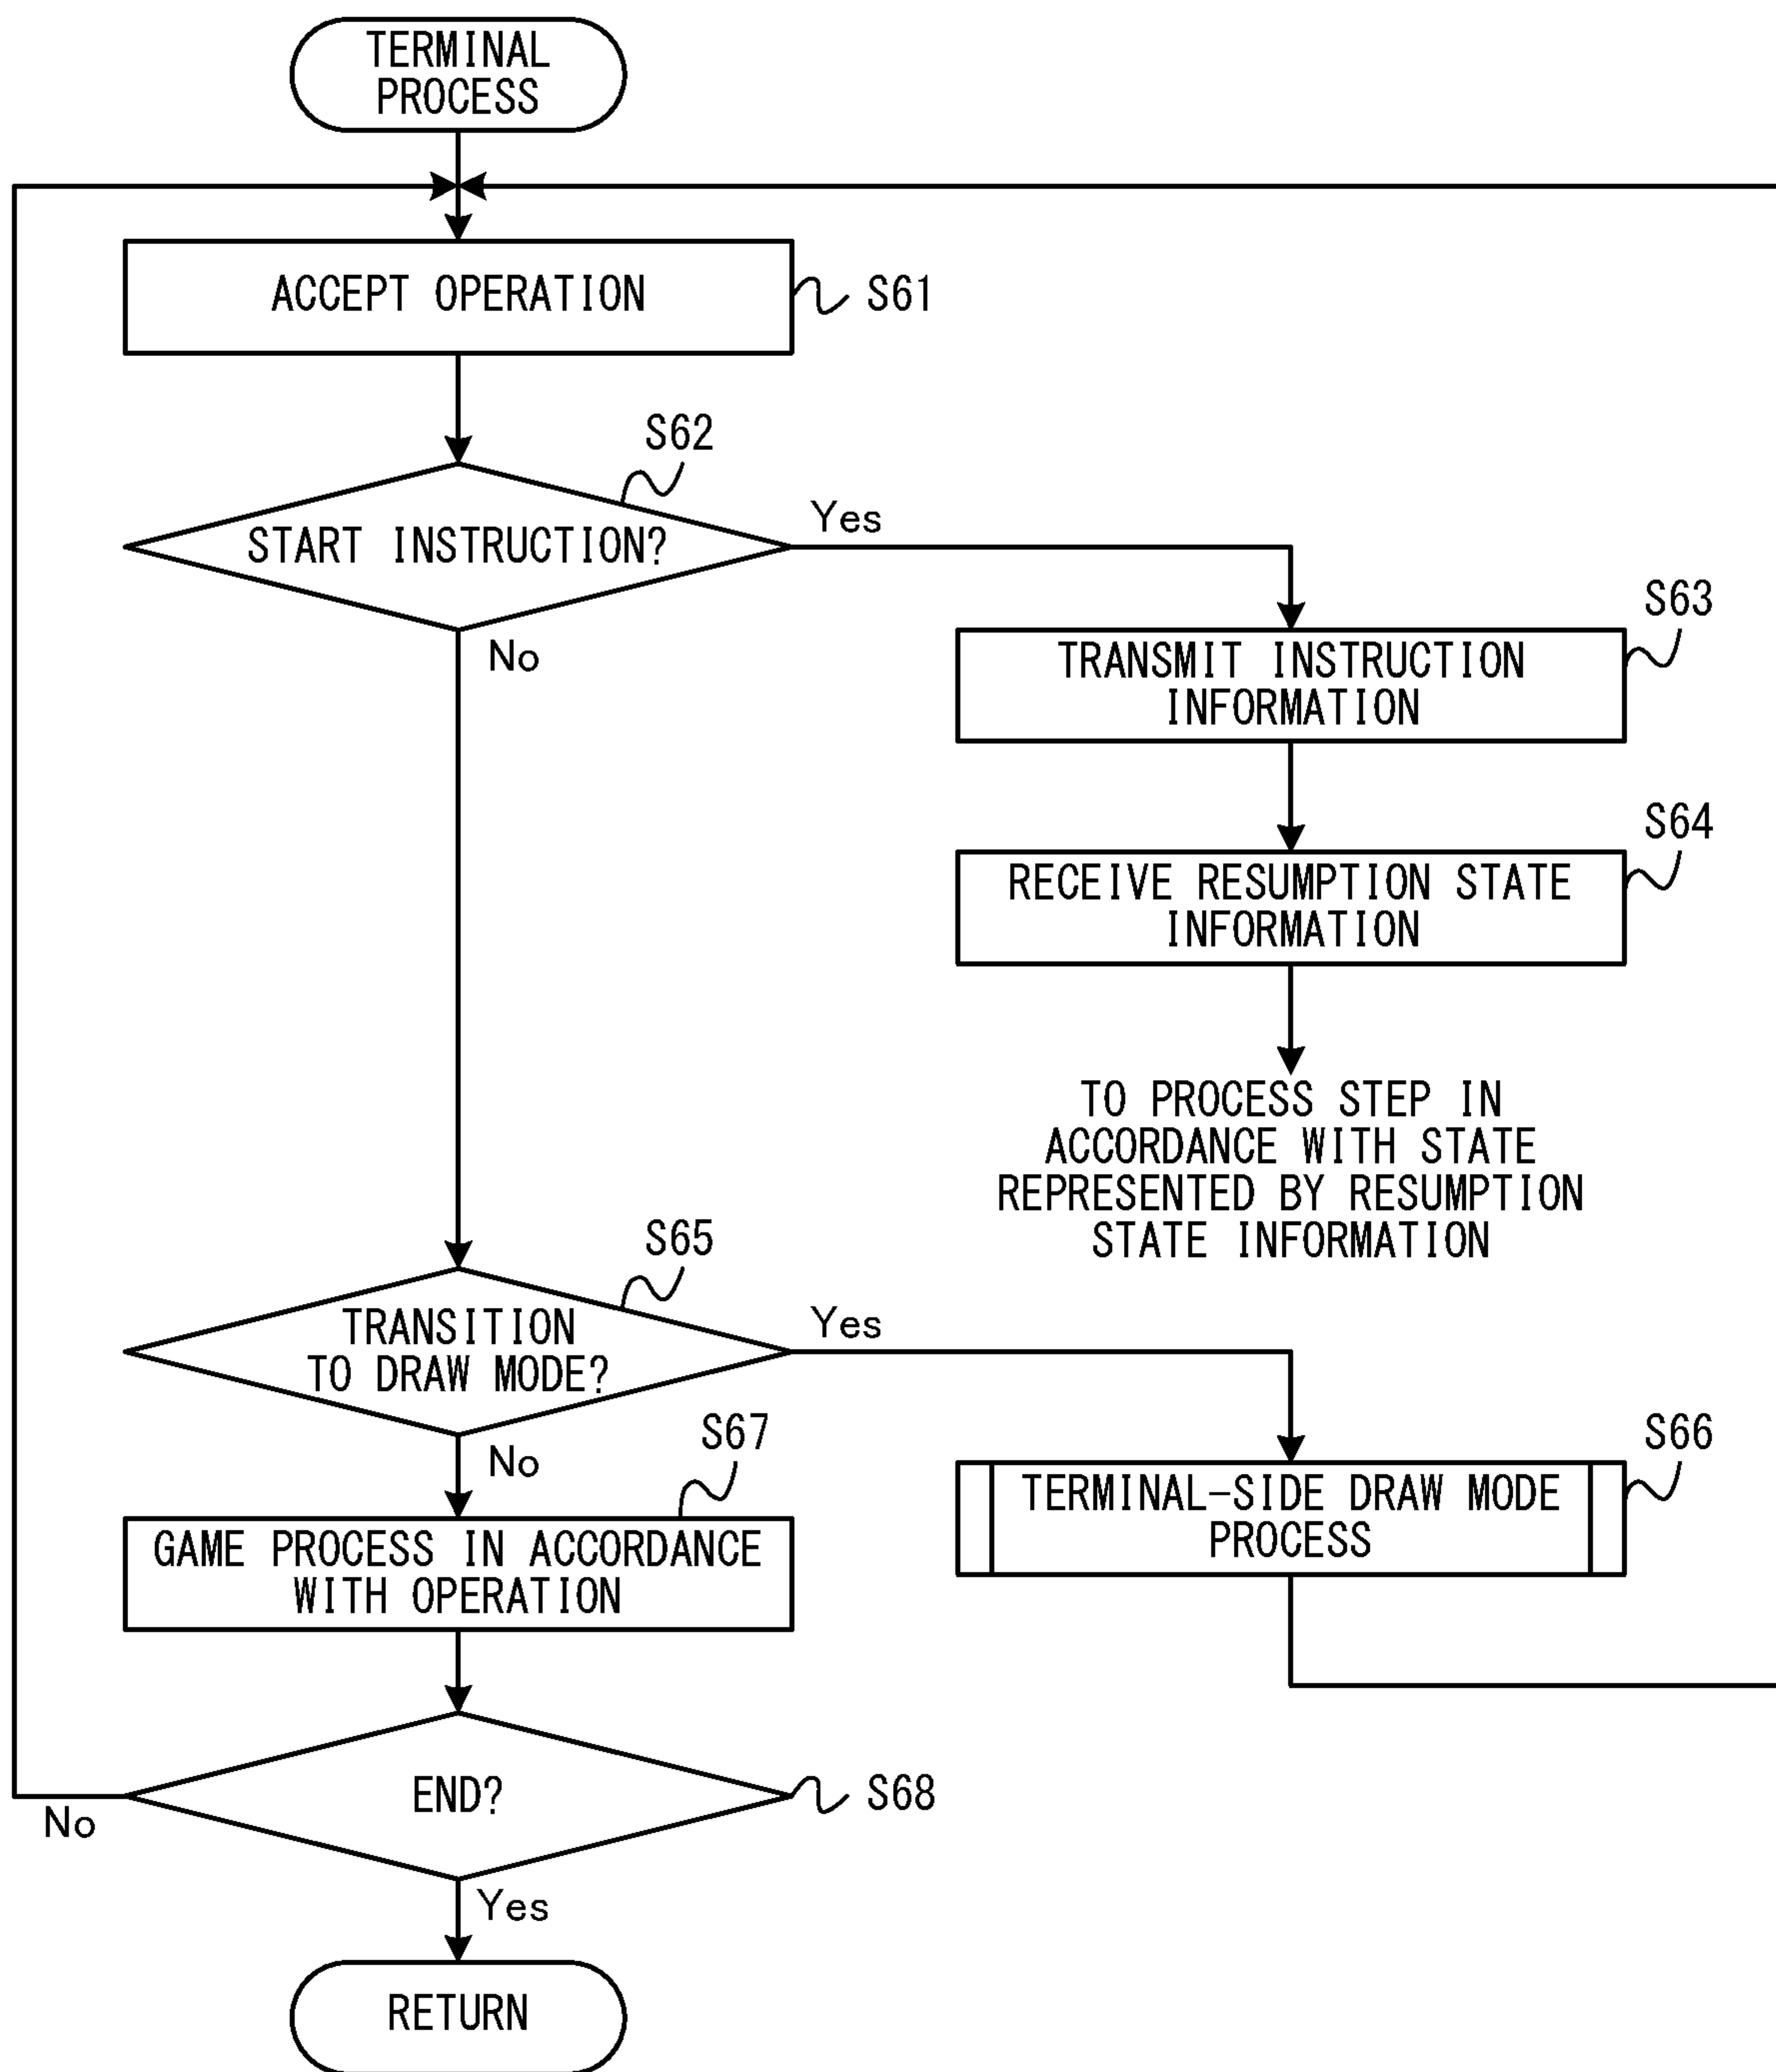 TERMINAL
PROCESS
ACCEPT OPERATION
S61
S62
START INSTRUCTION?
Yes
No
S63
TRANSMIT INSTRUCTION
INFORMATION
S64
RECEIVE RESUMPTION STATE
INFORMATION
TO PROCESS STEP IN
ACCORDANCE WITH STATE
REPRESENTED BY RESUMPTION
STATE INFORMATION
S65
TRANSITION
TO DRAW MODE?
Yes
No
S66
TERMINAL-SIDE DRAW MODE
PROCESS
S67
GAME PROCESS IN ACCORDANCE
WITH OPERATION
END?
S68
No
Yes
RETURN